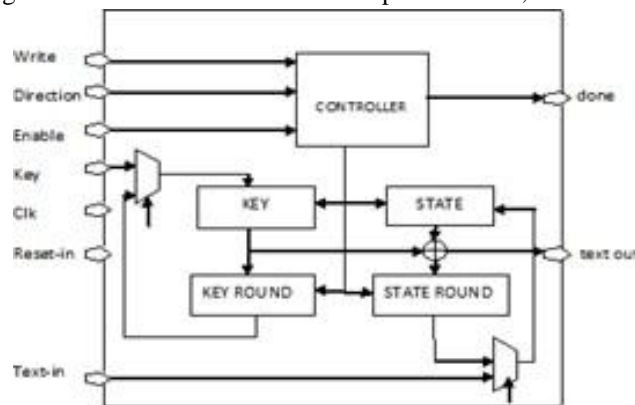 Write
Direction
Enable
Key
Clk
Reset-in
Text-in
CONTROLLER
KEY
STATE
KEY ROUND
STATE ROUND
done
text out